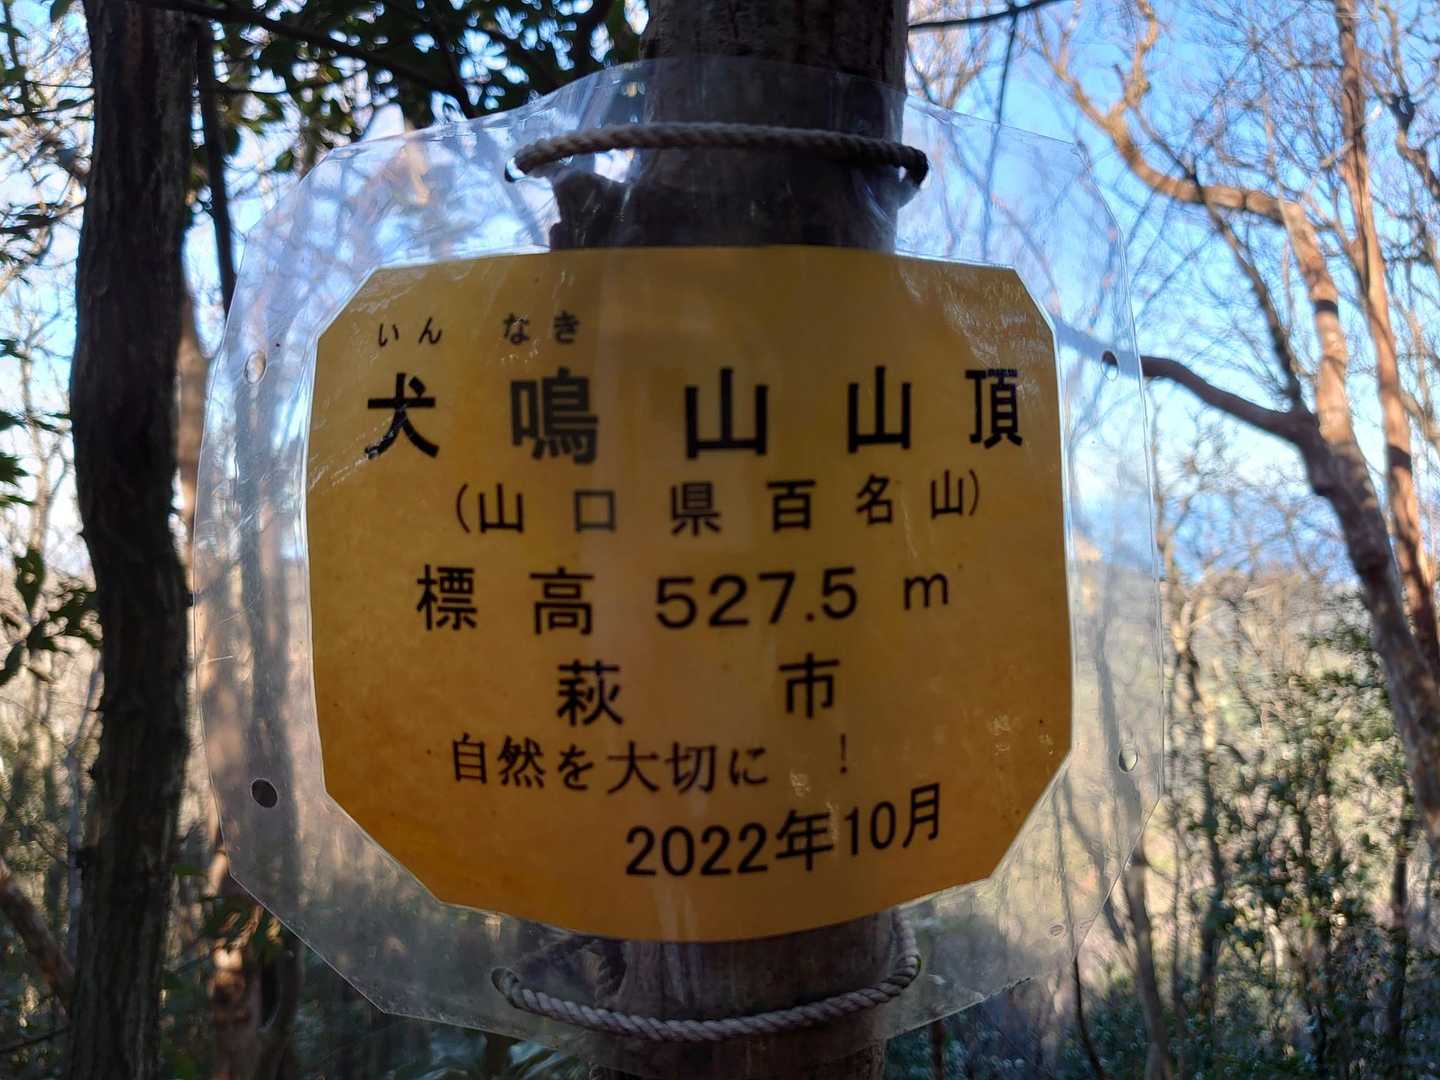 いん なき
犬鳴山山頂
(山口県百名山)
標高 527.5 m
萩 市
自然を大切に !
2022年10月